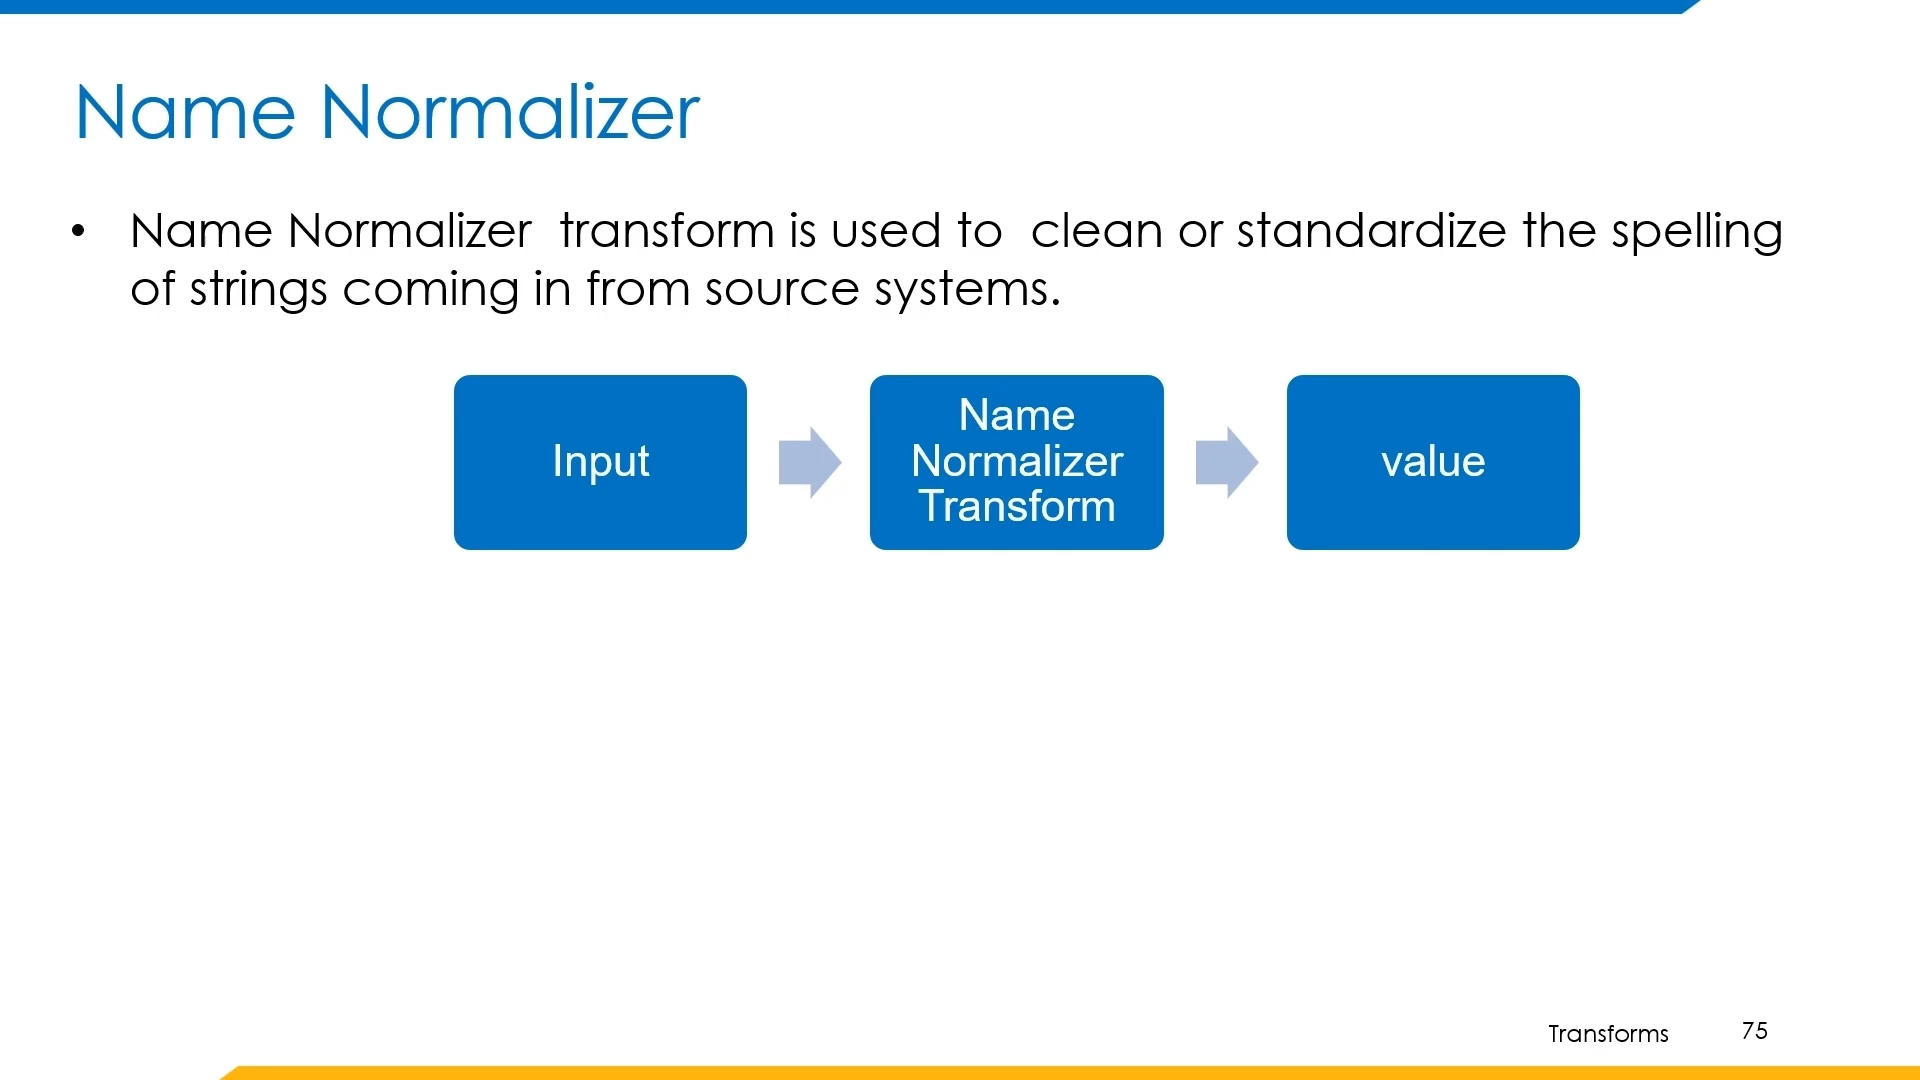 Name Normalizer
• Name Normalizer  transform is used to  clean or standardize the spelling
of strings coming in from source systems.
Input
Name
Normalizer
Transform
value
Transforms 75